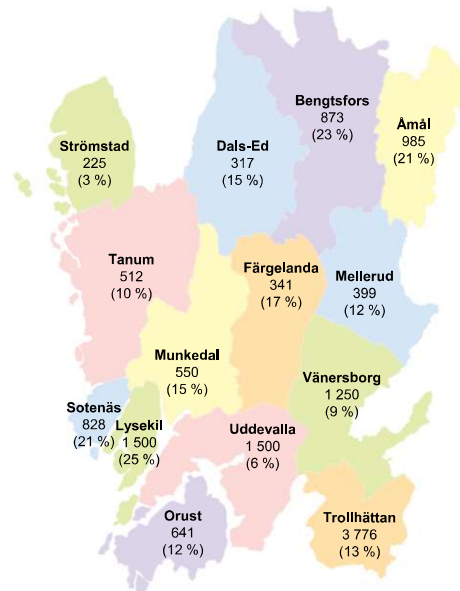 Bengtsfors
873
(23 %)
Åmål
985
(21 %)
Strömstad
225
(3 %)
Dals-Ed
317
(15 %)
Tanum
512
(10 %)
Färgelanda
341
(17 %)
Mellerud
399
(12 %)
Munkedal
550
(15 %)
Vänersborg
1 250
(9 %)
Sotenäs
828
(21 %)
Lysekil
1 500
(25 %)
Uddevalla
1 500
(6 %)
Orust
641
(12 %)
Trollhättan
3 776
(13 %)